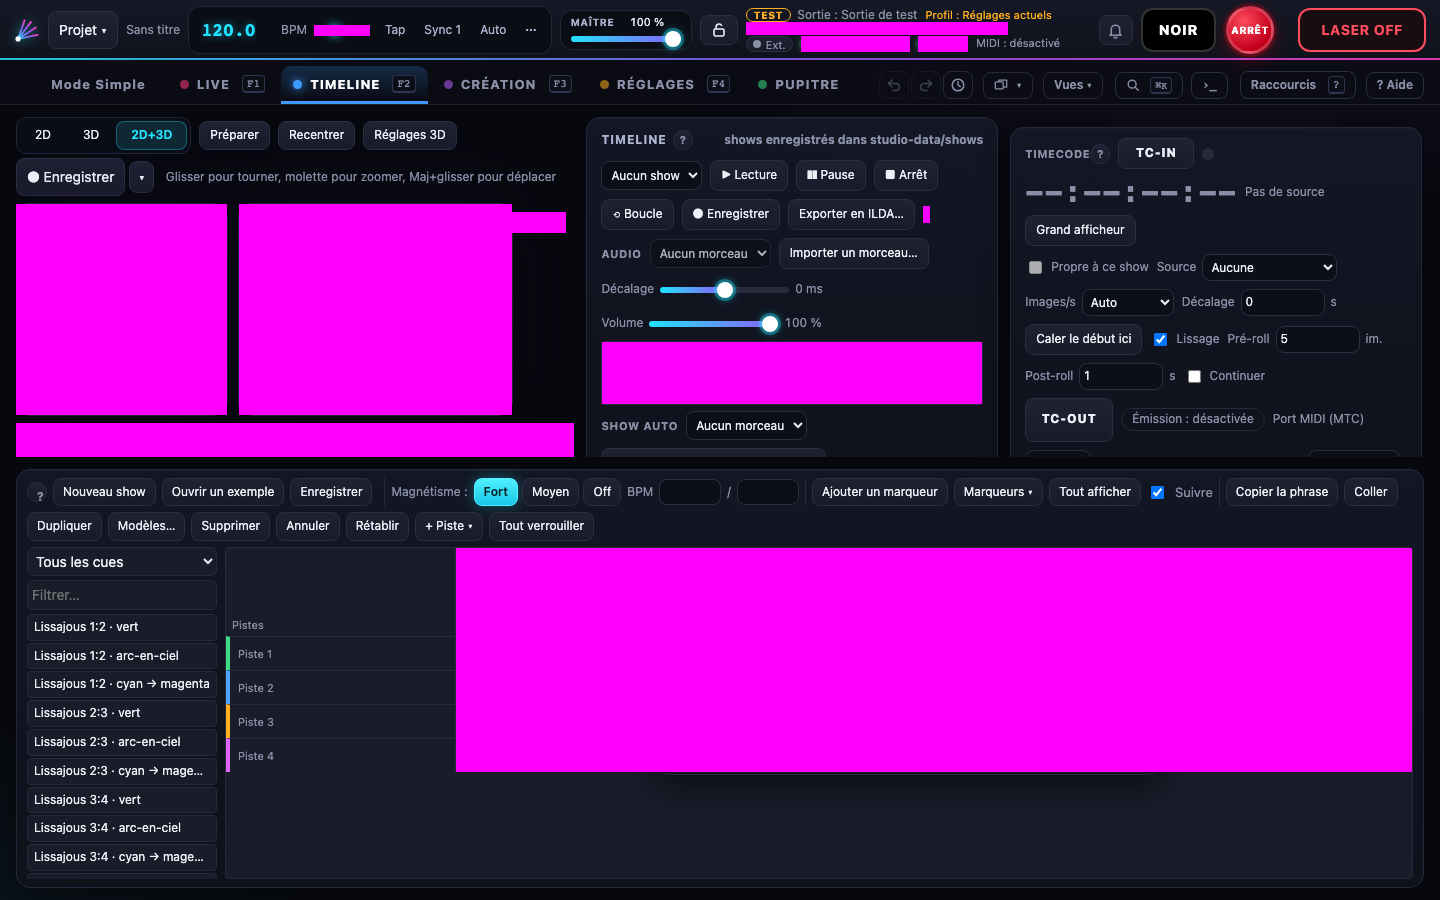 Projet ▾ Sans titre 120.0 BPM Tap Sync 1 Auto ··· MAÎTRE 100 % TEST Sortie : Sortie de test Profil : Réglages actuels
Ext. MIDI : désactivé NOIR ARRÊT LASER OFF
Mode Simple LIVE F1 TIMELINE F2 CRÉATION F3 RÉGLAGES F4 PUPITRE Vues ▾ ⌘K >_ Raccourcis ? ? Aide
2D 3D 2D+3D Préparer Recentrer Réglages 3D
Enregistrer ▾ Glisser pour tourner, molette pour zoomer, Maj+glisser pour déplacer
TIMELINE ? shows enregistrés dans studio-data/shows
Aucun show Lecture Pause Arrêt
Boucle Enregistrer Exporter en ILDA...
AUDIO Aucun morceau Importer un morceau...
Décalage 0 ms
Volume 100 %
SHOW AUTO Aucun morceau
TIMECODE ? TC-IN
––:––:––:–– Pas de source
Grand afficheur
Propre à ce show Source Aucune
Images/s Auto Décalage 0 s
Caler le début ici Lissage Pré-roll 5 im.
Post-roll 1 s Continuer
TC-OUT Émission : désactivée Port MIDI (MTC)
? Nouveau show Ouvrir un exemple Enregistrer Magnétisme : Fort Moyen Off BPM / Ajouter un marqueur Marqueurs ▾ Tout afficher Suivre Copier la phrase Coller
Dupliquer Modèles... Supprimer Annuler Rétablir + Piste ▾ Tout verrouiller
Tous les cues
Filtrer...
Lissajous 1:2 · vert
Lissajous 1:2 · arc-en-ciel
Lissajous 1:2 · cyan → magenta
Lissajous 2:3 · vert
Lissajous 2:3 · arc-en-ciel
Lissajous 2:3 · cyan → mage...
Lissajous 3:4 · vert
Lissajous 3:4 · arc-en-ciel
Lissajous 3:4 · cyan → mage...
Pistes
Piste 1
Piste 2
Piste 3
Piste 4